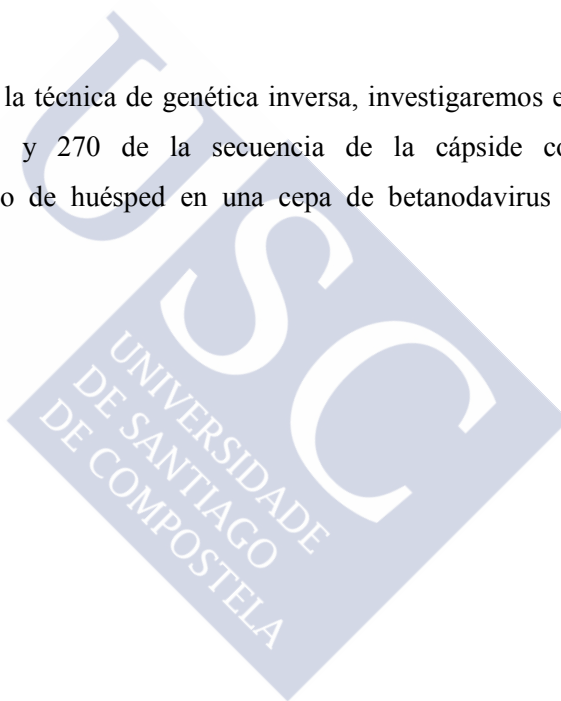 la técnica de genética inversa, investigaremos e
y 270 de la secuencia de la cápside co
o de huésped en una cepa de betanodavirus
USC
UNIVERSIDADE
DE SANTIAGO
DE COMPOSTELA